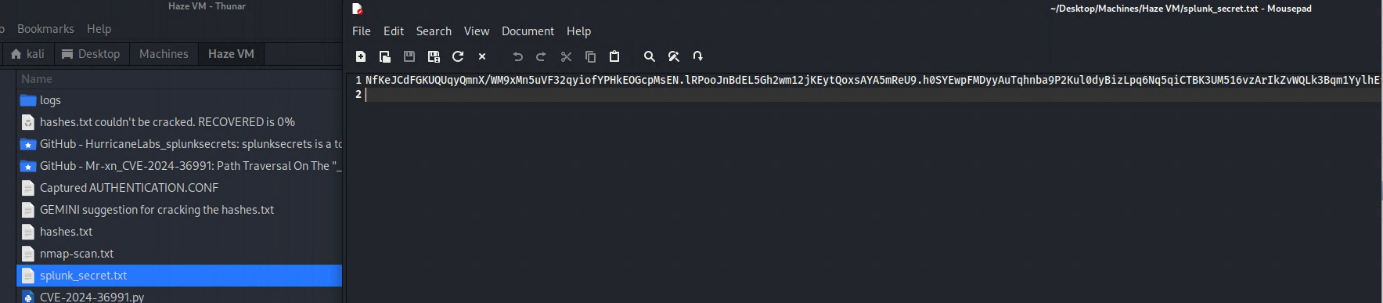 Haze VM - Thunar
Bookmarks Help
kali Desktop Machines Haze VM
Name
logs
hashes.txt couldn't be cracked. RECOVERED is 0%
GitHub - HurricaneLabs_splunksecrets: splunksecrets is a to
GitHub - Mr-xn_CVE-2024-36991: Path Traversal On The "_
Captured AUTHENTICATION.CONF
GEMINI suggestion for cracking the hashes.txt
hashes.txt
nmap-scan.txt
splunk_secret.txt
CVE-2024-36991.py
~/Desktop/Machines/Haze VM/splunk_secret.txt - Mousepad
File Edit Search View Document Help
1 NfKeJCdFGKUQUqyQmnX/WM9xMn5uVF32qyiofYPHkEOGcpMsEN.lRPooJnBdEL5Gh2wm12jKEytQoxsAYA5mReU9.h0SYEwpFMDyyAuTqhnba9P2Kul0dyBizLpq6Nq5qiCTBK3UM516vzArIkZvWQLk3Bqm1YylhE
2